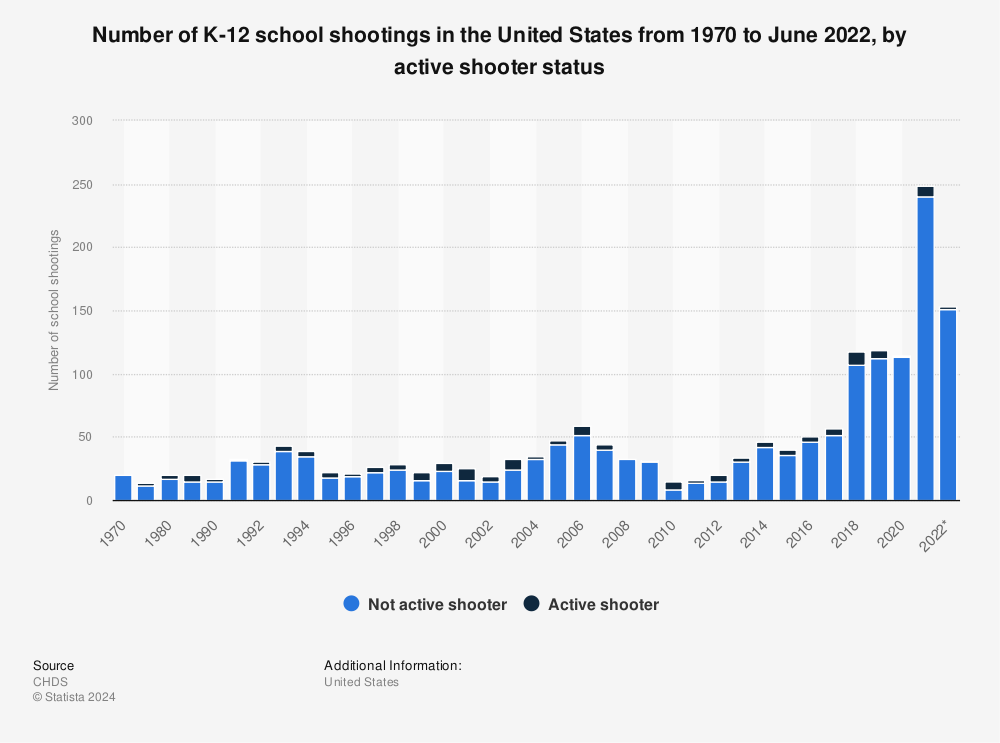 Number of K-12 school shootings in the United States from 1970 to June 2022, by
active shooter status
Number of school shootings
300
250
200
150
100
50
0
1970
1980
1990
1992
1994
1996
1998
2000
2002
2004
2006
2008
2010
2012
2014
2016
2018
2020
2022*
Not active shooter
Active shooter
Source
CHDS
© Statista 2024
Additional Information:
United States